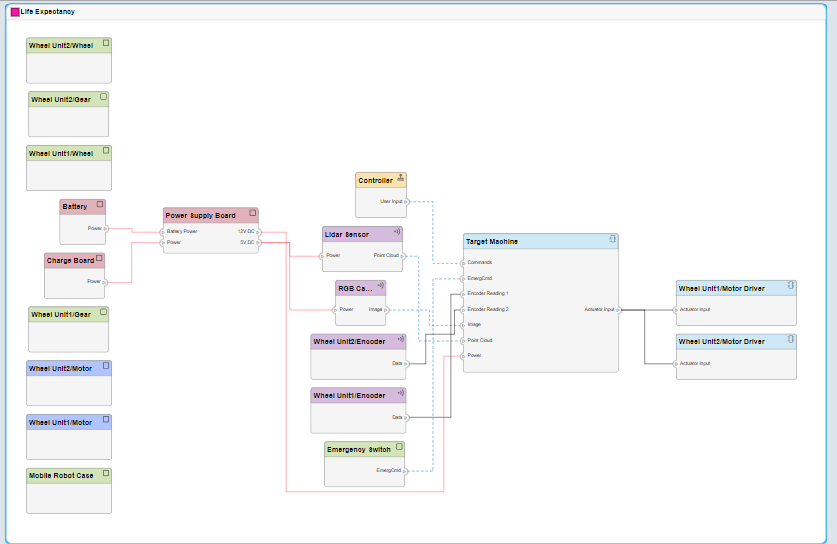 Life Expectancy
Wheel Unit2/Wheel
Wheel Unit2/Gear
Wheel Unit1/Wheel
Battery
Power
Charge Board
Power
Wheel Unit1/Gear
Wheel Unit2/Motor
Wheel Unit1/Motor
Mobile Robot Case
Power Supply Board
Battery Power
12V DC
Power
5V DC
Controller
User Input
Lidar Sensor
Power
Point Cloud
RGB Ca...
Power
Image
Wheel Unit2/Encoder
Data
Wheel Unit1/Encoder
Data
Emergency Switch
EmergCmd
Target Machine
Commands
EmergCmd
Encoder Reading 1
Encoder Reading 2
Actuator Input
Image
Point Cloud
Power
Wheel Unit1/Motor Driver
Actuator Input
Wheel Unit2/Motor Driver
Actuator Input